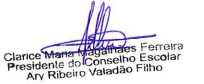 Clarice Maria Magalhães Ferreira
Presidente do Conselho Escolar
Ary Ribeiro Valadão Filho